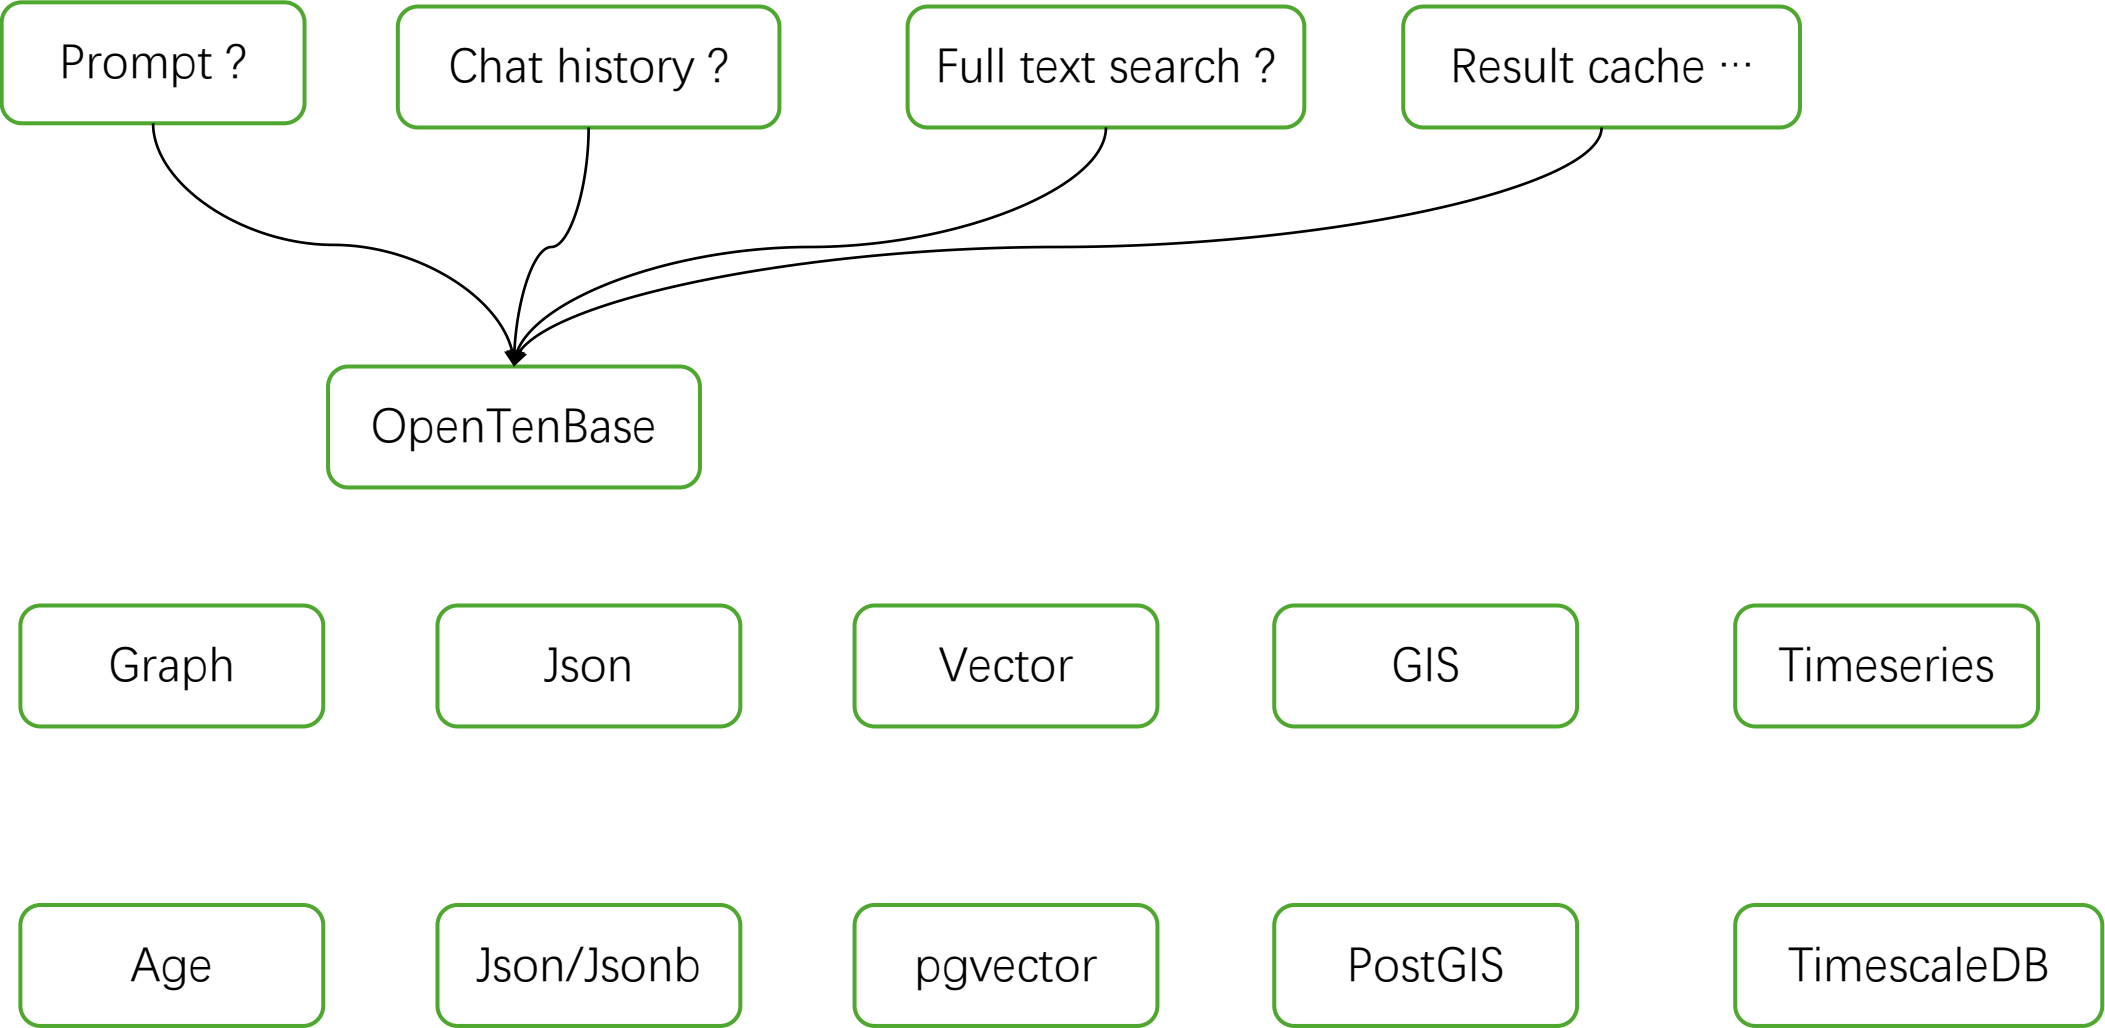 Prompt ?
Chat history ?
Full text search ?
Result cache ···
OpenTenBase
Graph
Json
Vector
GIS
Timeseries
Age
Json/Jsonb
pgvector
PostGIS
TimescaleDB